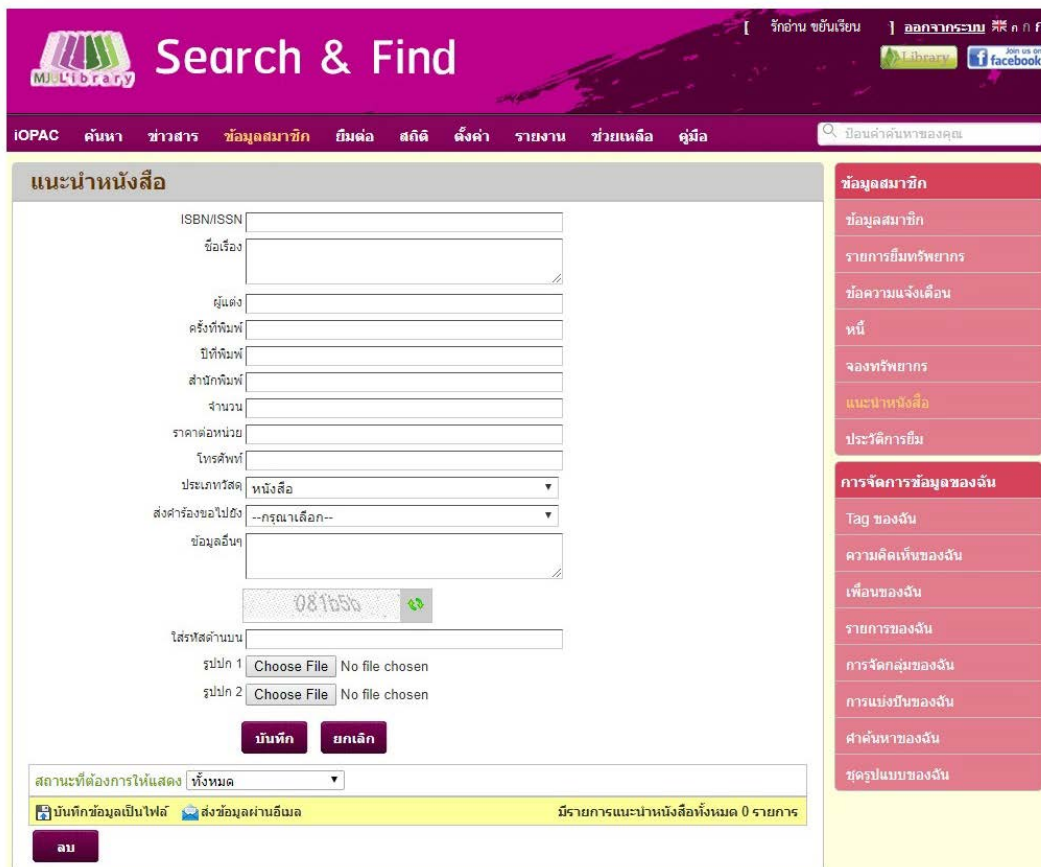 [ รักอ่าน ขยันเรียน ] ออกจากระบบ ก ก ก
MJU Library
Search & Find
Library
Join us on facebook
iOPAC ค้นหา ข่าวสาร ข้อมูลสมาชิก ยืมต่อ สถิติ ตั้งค่า รายงาน ช่วยเหลือ คู่มือ
ป้อนคำค้นหาของคุณ
แนะนำหนังสือ
ISBN/ISSN
ชื่อเรื่อง
ผู้แต่ง
ครั้งที่พิมพ์
ปีที่พิมพ์
สำนักพิมพ์
จำนวน
ราคาต่อหน่วย
โทรศัพท์
ประเภทวัสดุ หนังสือ
ส่งคำร้องขอไปยัง --กรุณาเลือก--
ข้อมูลอื่นๆ
081b5b
ใส่รหัสด้านบน
รูปปก 1 Choose File No file chosen
รูปปก 2 Choose File No file chosen
บันทึก ยกเลิก
สถานะที่ต้องการให้แสดง ทั้งหมด
บันทึกข้อมูลเป็นไฟล์ ส่งข้อมูลผ่านอีเมล มีรายการแนะนำหนังสือทั้งหมด 0 รายการ
ลบ
ข้อมูลสมาชิก
ข้อมูลสมาชิก
รายการยืมทรัพยากร
ข้อความแจ้งเตือน
หนี้
จองทรัพยากร
แนะนำหนังสือ
ประวัติการยืม
การจัดการข้อมูลของฉัน
Tag ของฉัน
ความคิดเห็นของฉัน
เพื่อนของฉัน
รายการของฉัน
การจัดกลุ่มของฉัน
การแบ่งปันของฉัน
คำค้นหาของฉัน
ชุดรูปแบบของฉัน